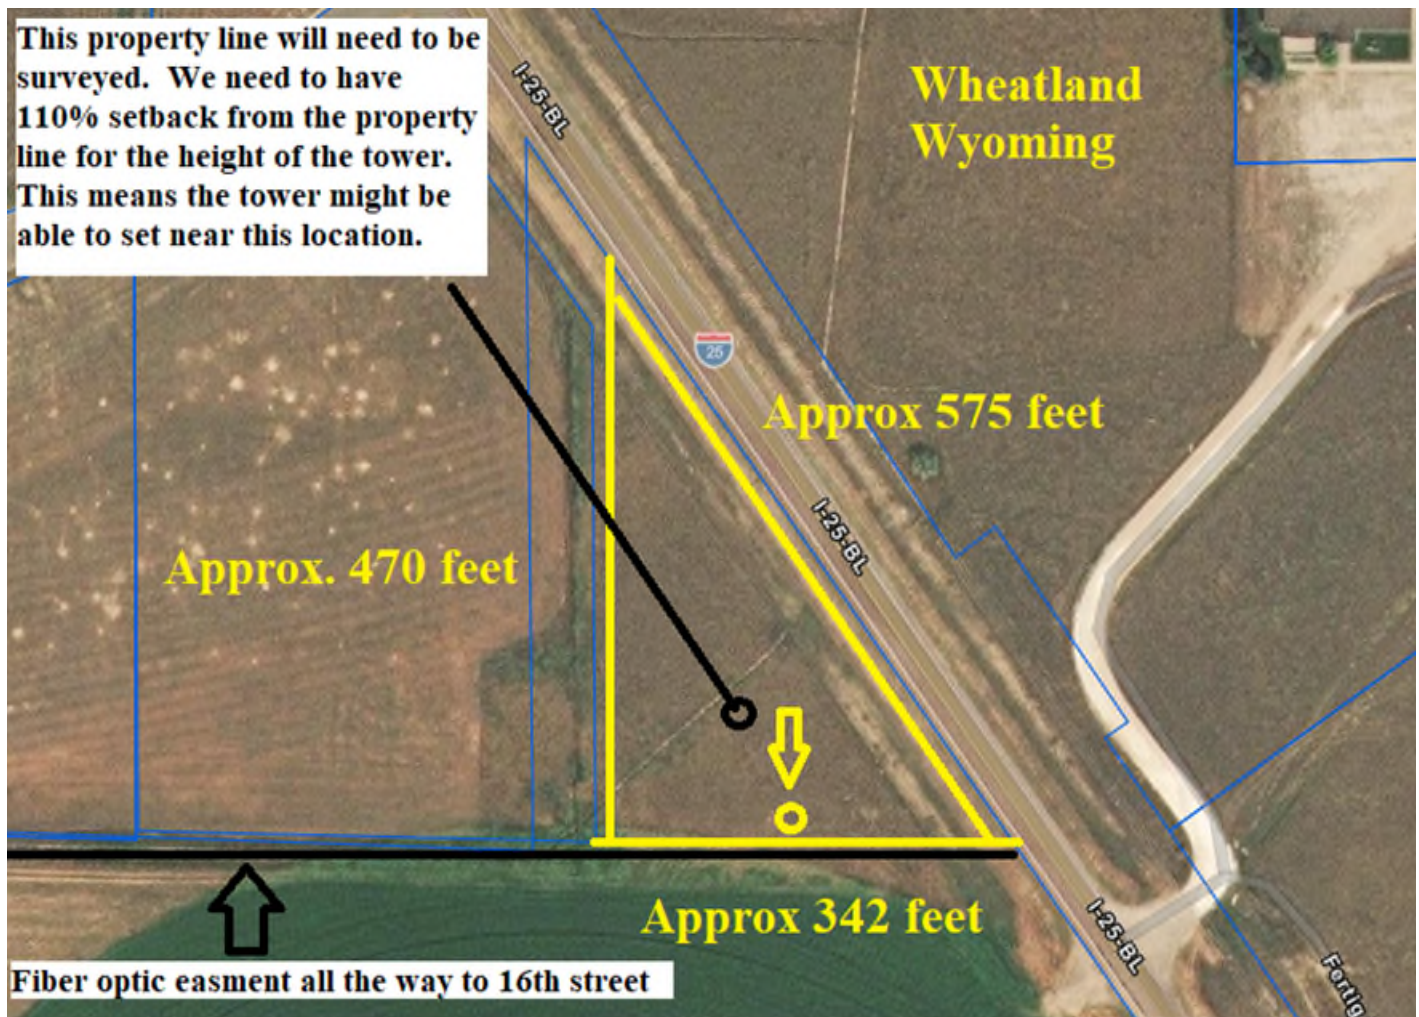 This property line will need to be
surveyed.  We need to have
110% setback from the property
line for the height of the tower.
This means the tower might be
able to set near this location.
Wheatland
Wyoming
I-25-BL
25
Approx 575 feet
I-25-BL
Approx. 470 feet
Approx 342 feet
I-25-BL
Fertig
Fiber optic easment all the way to 16th street